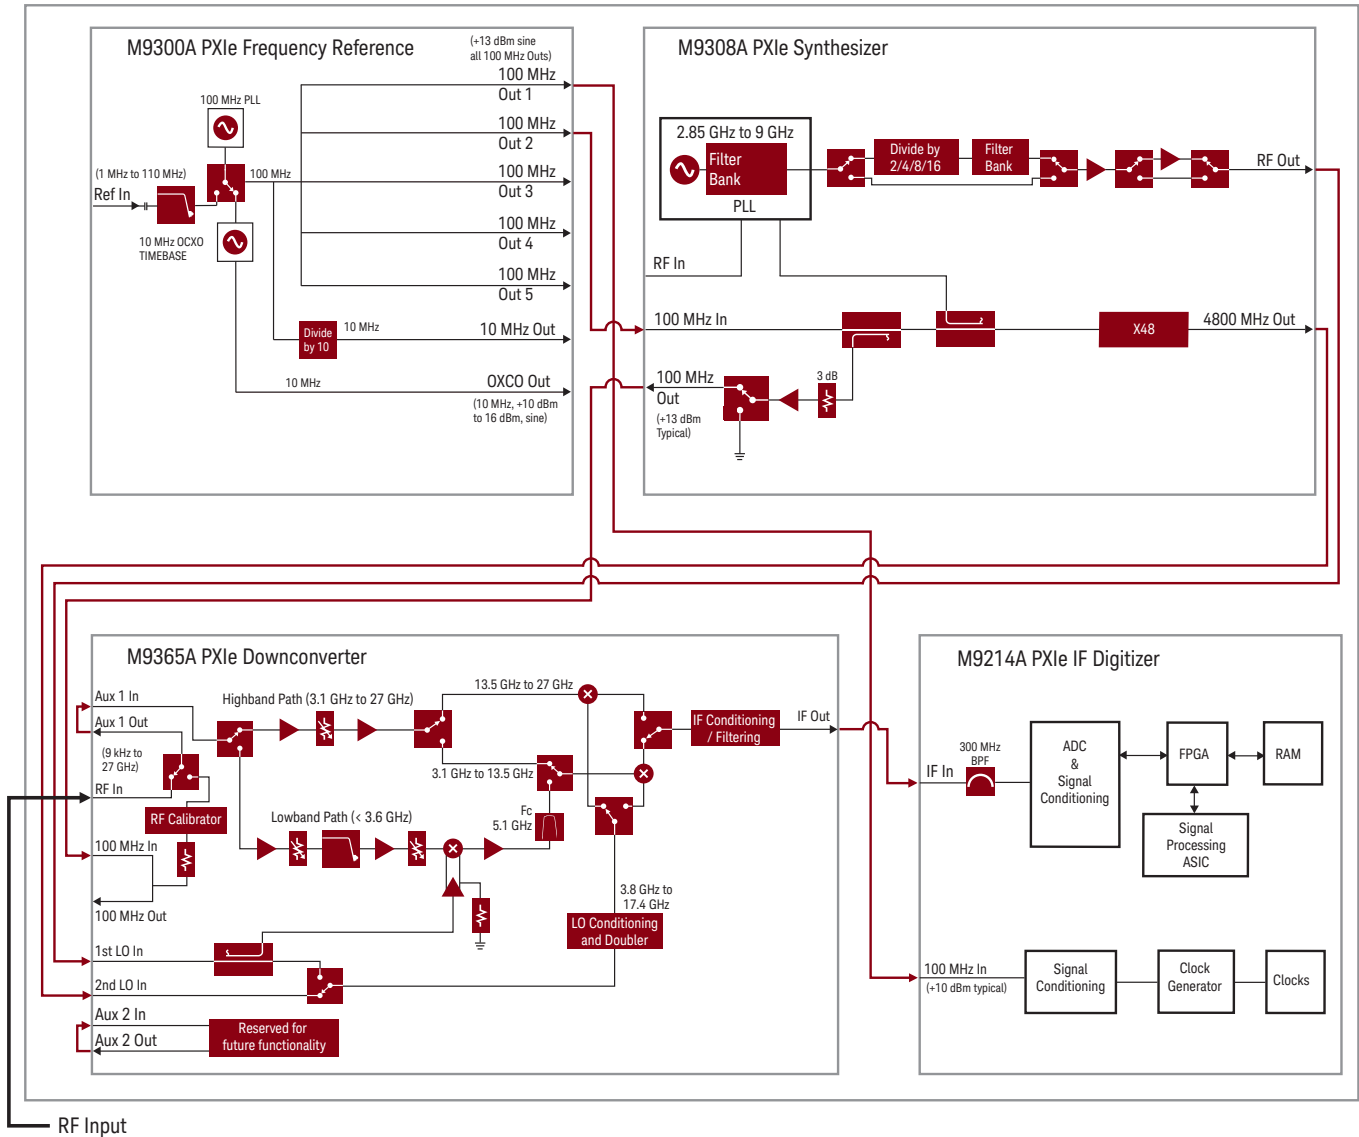 M9300A PXIe Frequency Reference
(+13 dBm sine
all 100 MHz Outs)
100 MHz
Out 1
100 MHz PLL
100 MHz
Out 2
(1 MHz to 110 MHz)
Ref In
100 MHz
100 MHz
Out 3
10 MHz OCXO
TIMEBASE
100 MHz
Out 4
100 MHz
Out 5
Divide
by 10
10 MHz
10 MHz Out
10 MHz
OXCO Out
(10 MHz, +10 dBm
to 16 dBm, sine)
M9308A PXIe Synthesizer
2.85 GHz to 9 GHz
Filter
Bank
PLL
Divide by
2/4/8/16
Filter
Bank
RF Out
RF In
100 MHz In
X48
4800 MHz Out
100 MHz
Out
(+13 dBm
Typical)
3 dB
M9365A PXIe Downconverter
Aux 1 In
Aux 1 Out
(9 kHz to
27 GHz)
RF In
RF Calibrator
100 MHz In
100 MHz Out
1st LO In
2nd LO In
Aux 2 In
Aux 2 Out
Reserved for
future functionality
Highband Path (3.1 GHz to 27 GHz)
13.5 GHz to 27 GHz
3.1 GHz to 13.5 GHz
Lowband Path (< 3.6 GHz)
Fc
5.1 GHz
IF Conditioning
/ Filtering
IF Out
3.8 GHz to
17.4 GHz
LO Conditioning
and Doubler
M9214A PXIe IF Digitizer
IF In
300 MHz
BPF
ADC
&
Signal
Conditioning
FPGA
RAM
Signal
Processing
ASIC
100 MHz In
(+10 dBm typical)
Signal
Conditioning
Clock
Generator
Clocks
RF Input